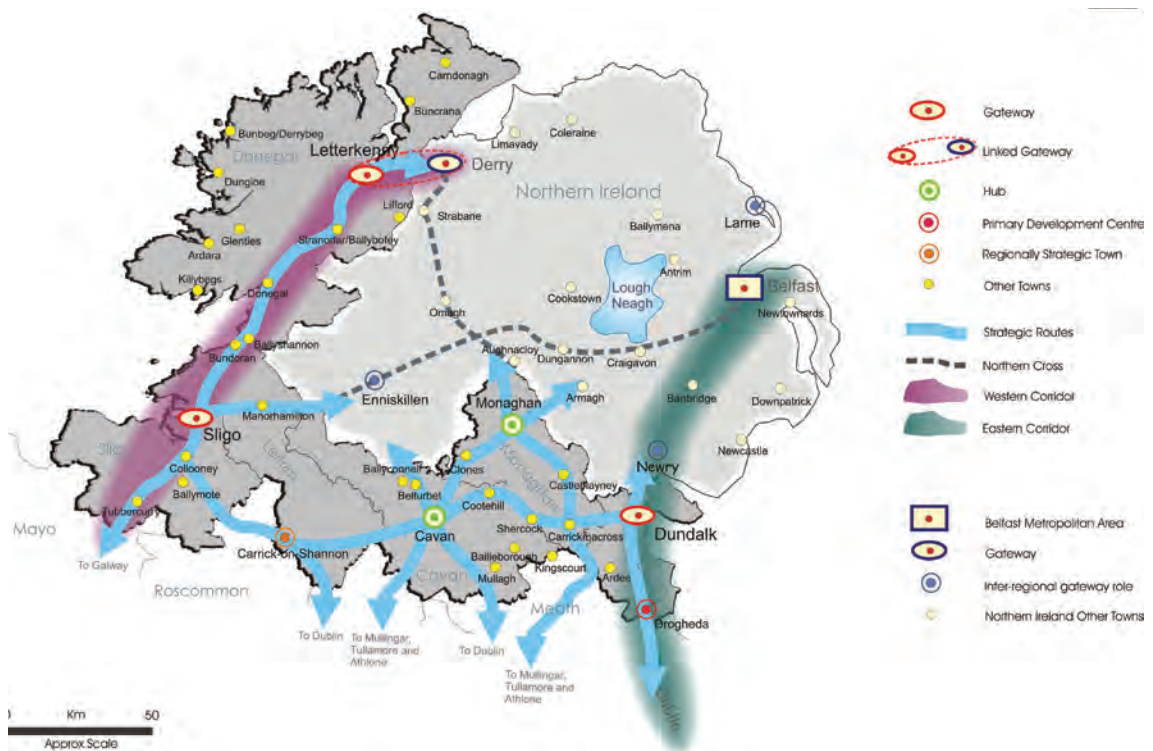 Carndonagh
Buncrana
Bunbeg/Derrybeg
Donegal
Letterkenny
Derry
Limavady
Coleraine
Dungloe
Northern Ireland
Lifford
Strabane
Ballymena
Larne
Glenties
Stranorlar/Ballybofey
Ardara
Killybegs
Donegal
Antrim
Lough
Neagh
Belfast
Cookstown
Newtownards
Omagh
Ballyshannon
Bundoran
Aughnacloy
Dungannon
Craigavon
Enniskillen
Armagh
Banbridge
Downpatrick
Manorhamilton
Monaghan
Sligo
Sligo
Leitrim
Monaghan
Newcastle
Newry
Collooney
Clones
Ballyconnell
Belturbet
Castleblayney
Ballymote
Tubbercurry
Cootehill
Shercock
Carrickmacross
Dundalk
Mayo
Cavan
Carrick-on-Shannon
Bailieborough
Kingscourt
To Galway
Cavan
Mullagh
Ardee
Roscommon
Meath
Drogheda
To Dublin
To Mullingar,
Tullamore and
Athlone
To Dublin
To Mullingar,
Tullamore and
Athlone
Dublin
0 Km 50
Approx Scale
Gateway
Linked Gateway
Hub
Primary Development Centre
Regionally Strategic Town
Other Towns
Strategic Routes
Northern Cross
Western Corridor
Eastern Corridor
Belfast Metropolitan Area
Gateway
Inter-regional gateway role
Northern Ireland Other Towns